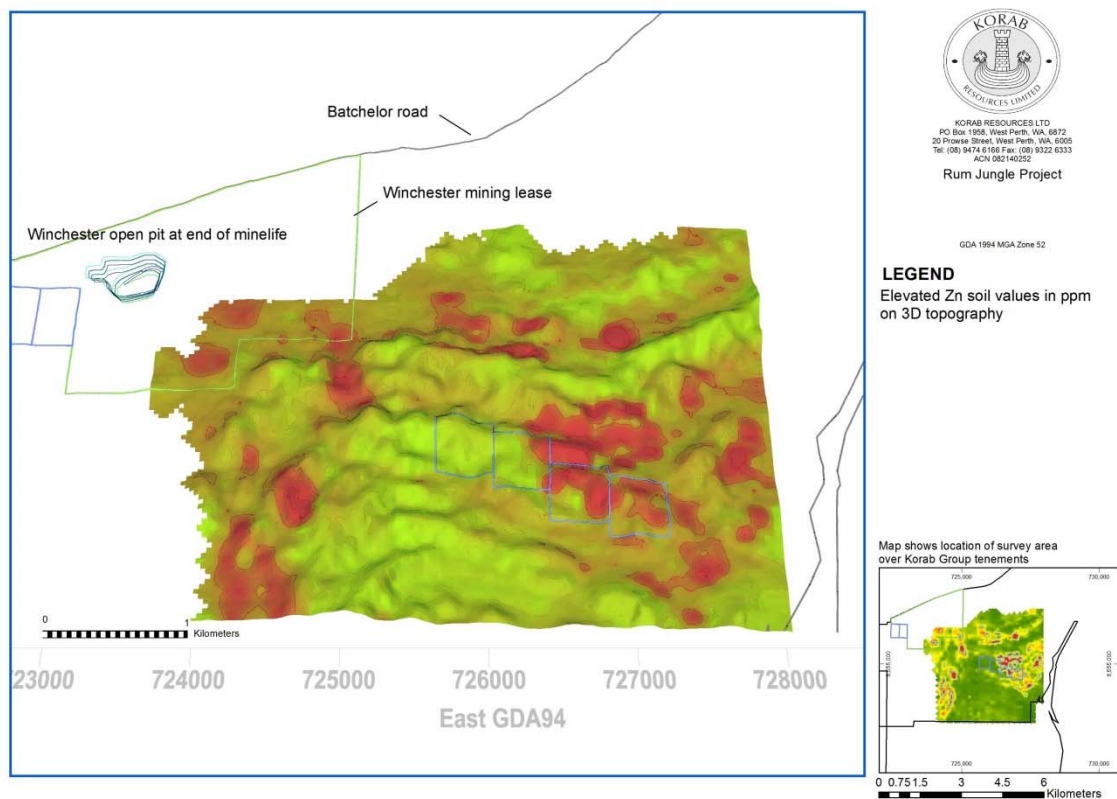 Batchelor road
Winchester mining lease
Winchester open pit at end of minelife
0
1
Kilometers
723000
724000
725000
726000
727000
728000
East GDA94
KORAB
RESOURCES LIMITED
KORAB RESOURCES LTD
PO Box 1958, West Perth, WA, 6872
20 Prowse Street, West Perth, WA, 6005
Tel: (08) 9474 6166 Fax: (08) 9322 6333
ACN 082140252
Rum Jungle Project
GDA 1994 MGA Zone 52
LEGEND
Elevated Zn soil values in ppm
on 3D topography
Map shows location of survey area
over Korab Group tenements
725,000
730,000
725,000
730,000
0 0.75 1.5 3 4.5 6
Kilometers